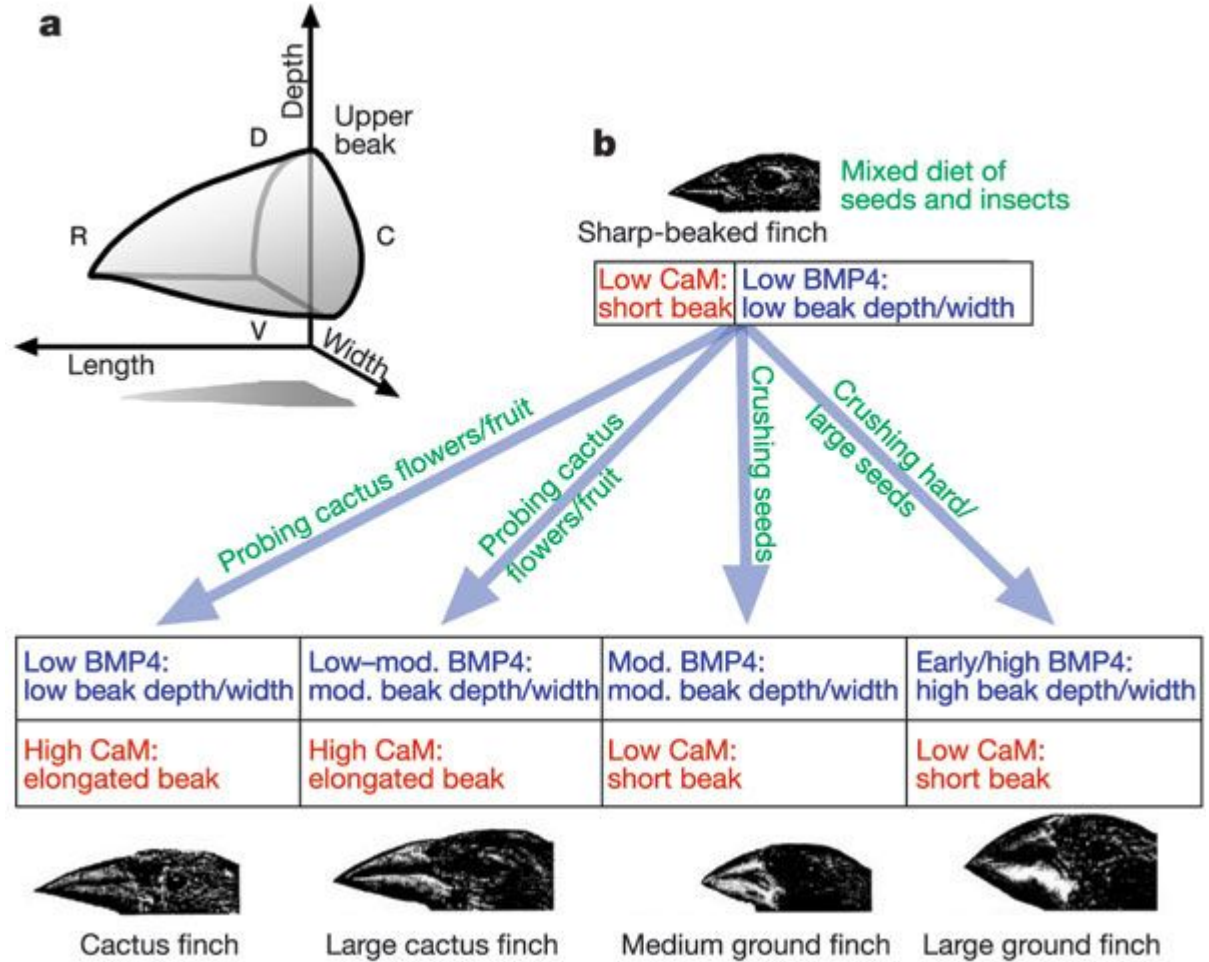 a
Depth
Upper
beak
D
R
C
V
Length
Width
b
Mixed diet of
seeds and insects
Sharp-beaked finch
Low CaM:
short beak
Low BMP4:
low beak depth/width
Probing cactus flowers/fruit
Probing cactus
flowers/fruit
Crushing seeds
Crushing hard/
large seeds
Low BMP4:
low beak depth/width
Low–mod. BMP4:
mod. beak depth/width
Mod. BMP4:
mod. beak depth/width
Early/high BMP4:
high beak depth/width
High CaM:
elongated beak
High CaM:
elongated beak
Low CaM:
short beak
Low CaM:
short beak
Cactus finch
Large cactus finch
Medium ground finch
Large ground finch